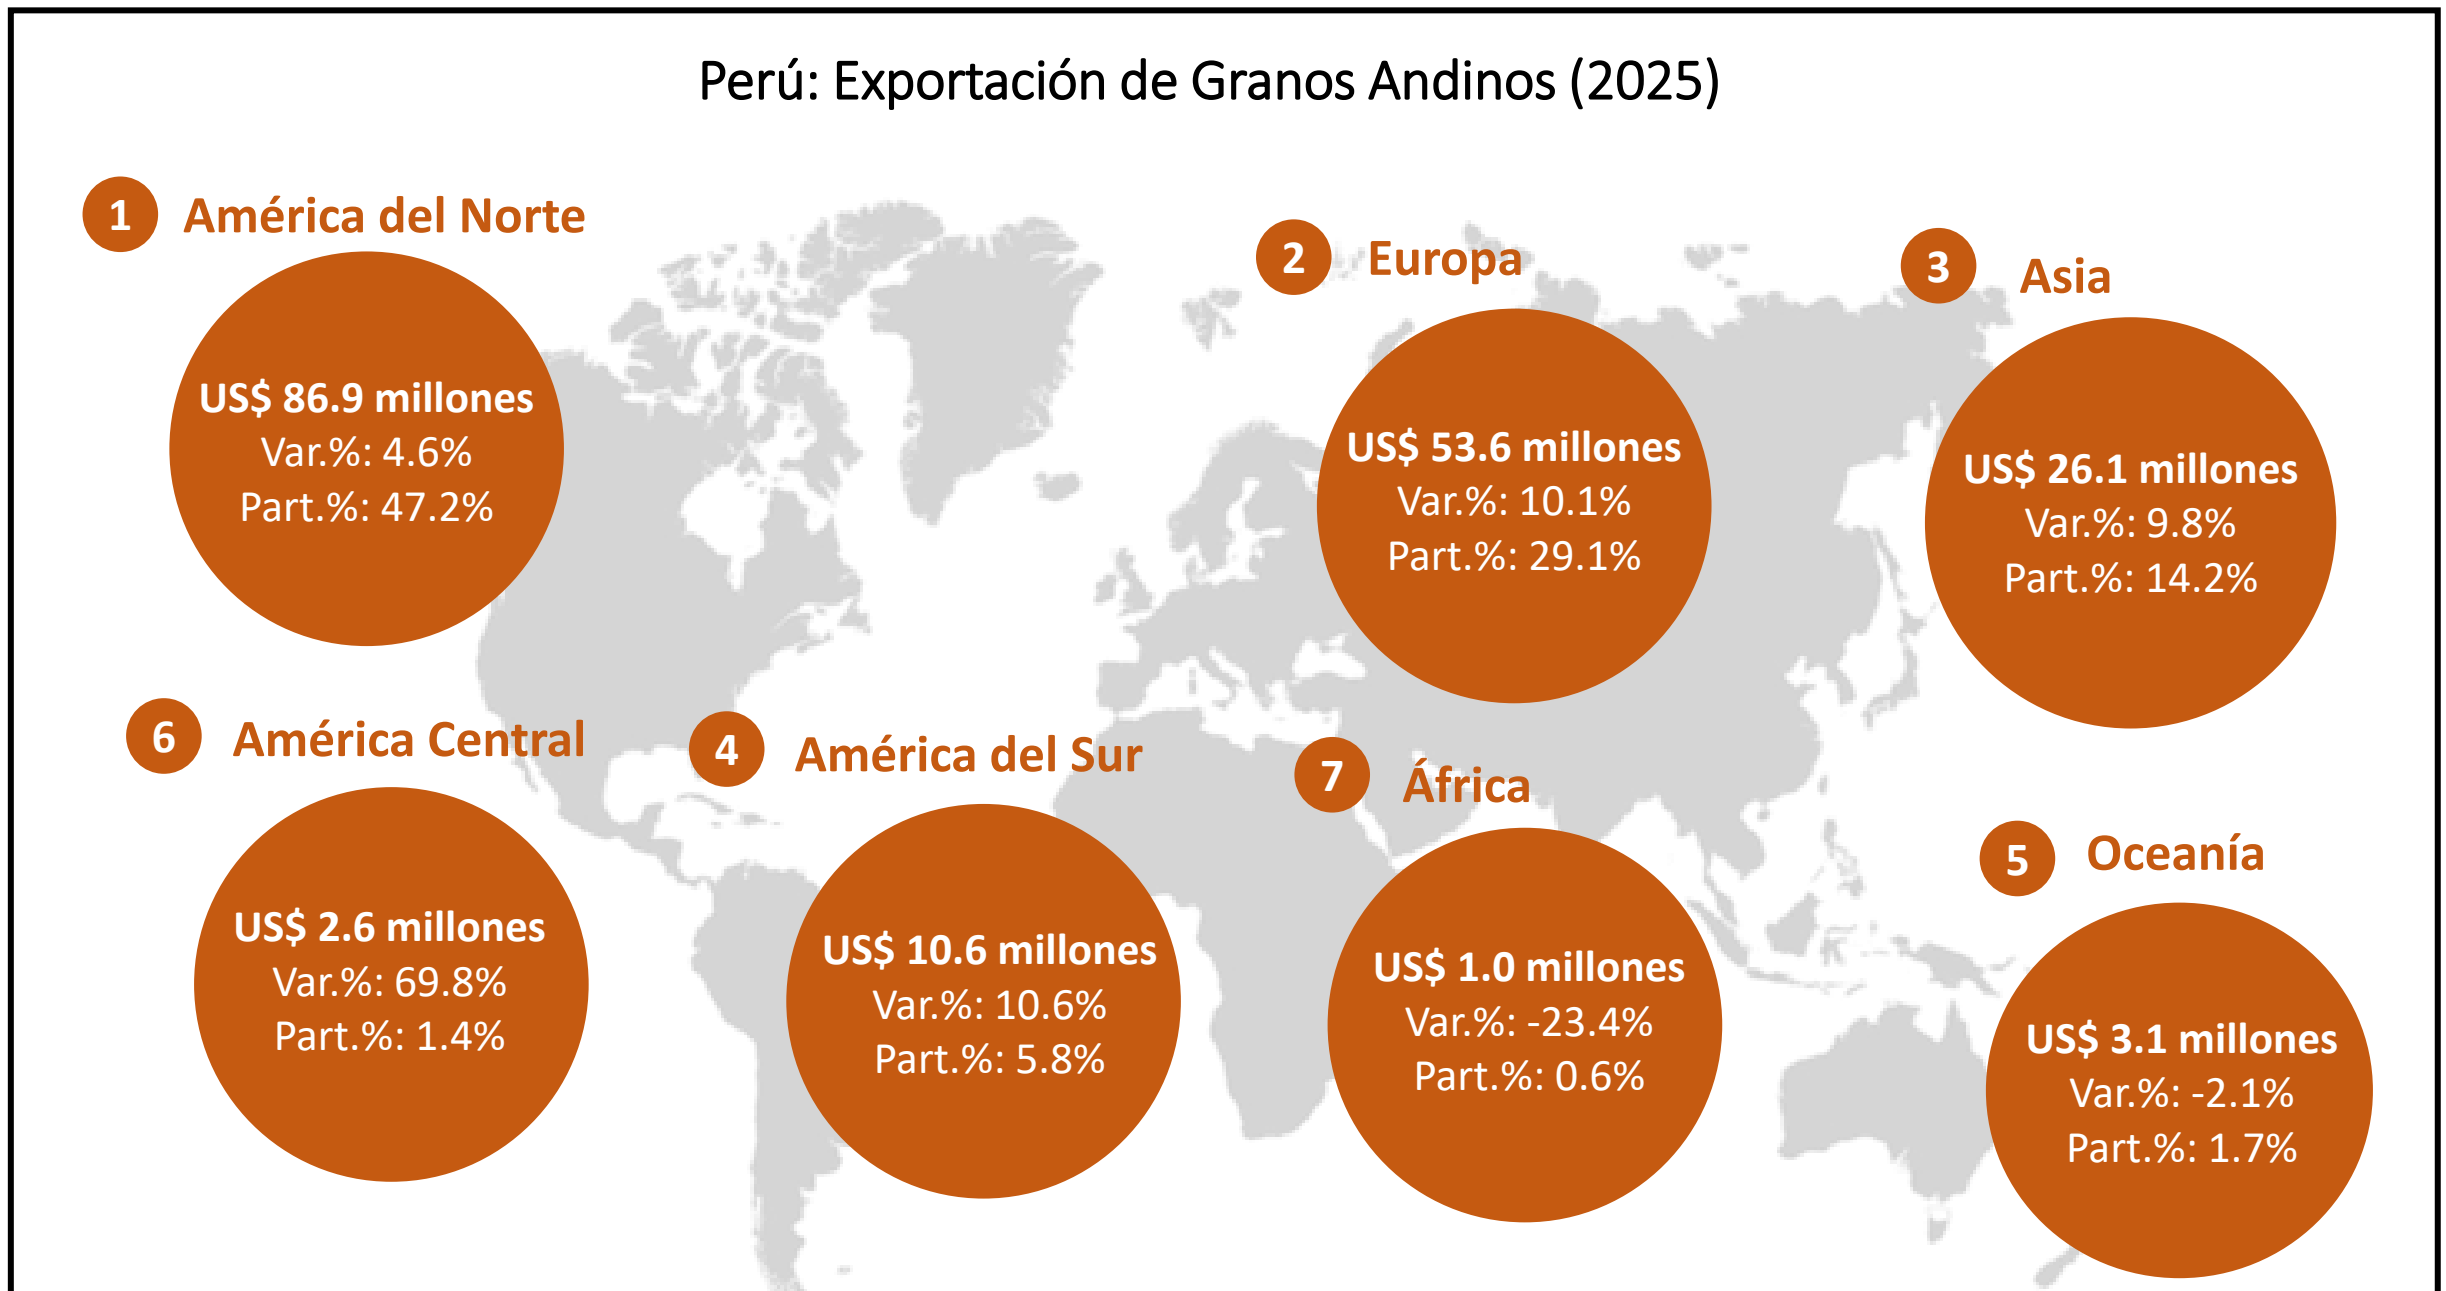 Perú: Exportación de Granos Andinos (2025)
1 América del Norte
US$ 86.9 millones
Var.%: 4.6%
Part.%: 47.2%
2 Europa
US$ 53.6 millones
Var.%: 10.1%
Part.%: 29.1%
3 Asia
US$ 26.1 millones
Var.%: 9.8%
Part.%: 14.2%
6 América Central
US$ 2.6 millones
Var.%: 69.8%
Part.%: 1.4%
4 América del Sur
US$ 10.6 millones
Var.%: 10.6%
Part.%: 5.8%
7 África
US$ 1.0 millones
Var.%: -23.4%
Part.%: 0.6%
5 Oceanía
US$ 3.1 millones
Var.%: -2.1%
Part.%: 1.7%